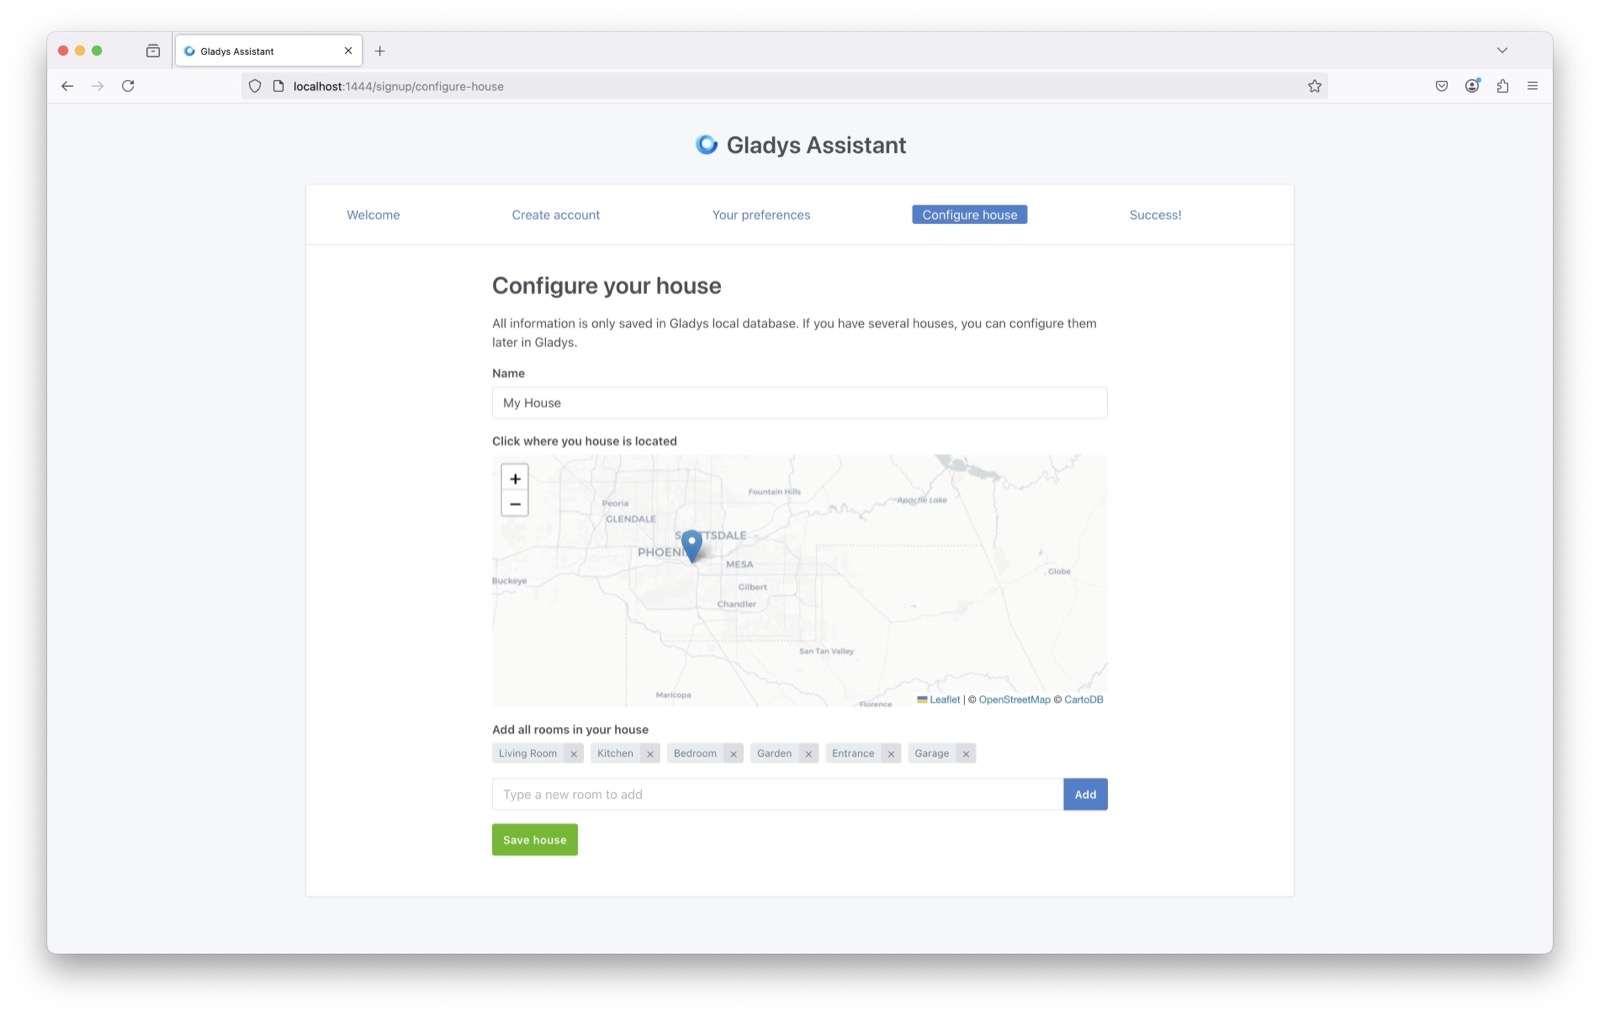 Gladys Assistant
localhost:1444/signup/configure-house
Gladys Assistant
Welcome
Create account
Your preferences
Configure house
Success!
Configure your house
All information is only saved in Gladys local database. If you have several houses, you can configure them
later in Gladys.
Name
My House
Click where you house is located
+
−
Fountain Hills
Apache Lake
Peoria
GLENDALE
SCOTTSDALE
PHOENIX
MESA
Globe
Buckeye
Gilbert
Chandler
San Tan Valley
Maricopa
Florence
Leaflet | © OpenStreetMap © CartoDB
Add all rooms in your house
Living Room ×
Kitchen ×
Bedroom ×
Garden ×
Entrance ×
Garage ×
Type a new room to add
Add
Save house